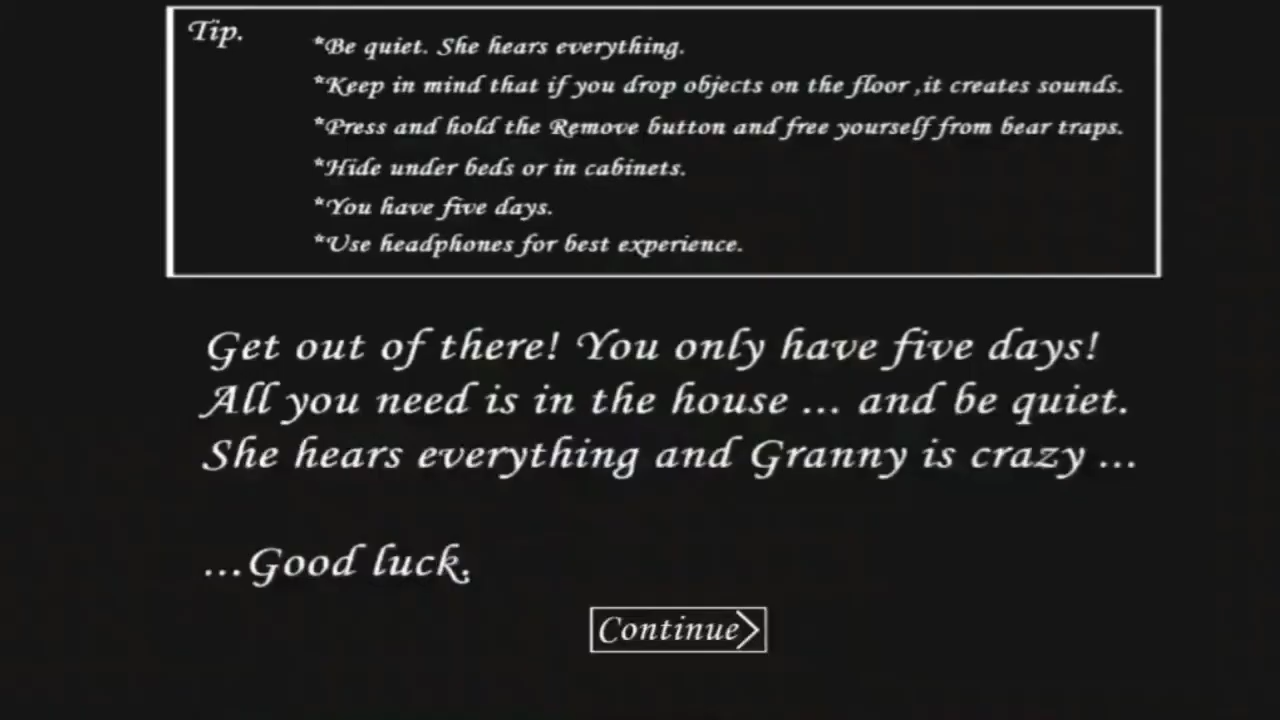 Tip.
*Be quiet. She hears everything.
*Keep in mind that if you drop objects on the floor ,it creates sounds.
*Press and hold the Remove button and free yourself from bear traps.
*Hide under beds or in cabinets.
*You have five days.
*Use headphones for best experience.
Get out of there! You only have five days!
All you need is in the house ... and be quiet.
She hears everything and Granny is crazy ...
...Good luck.
Continue